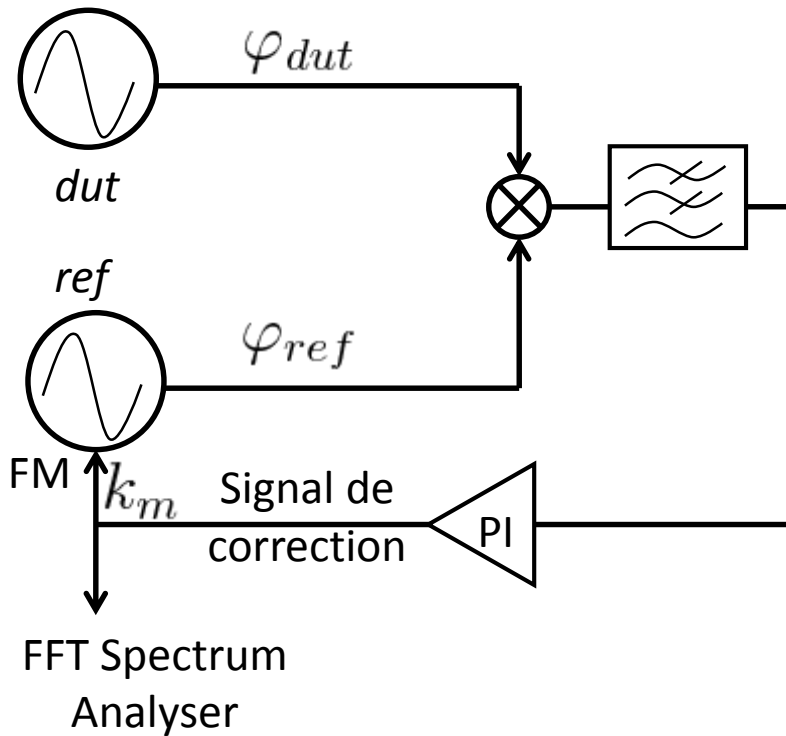 φdut
dut
ref
φref
FM
km
Signal de
correction
PI
FFT Spectrum
Analyser